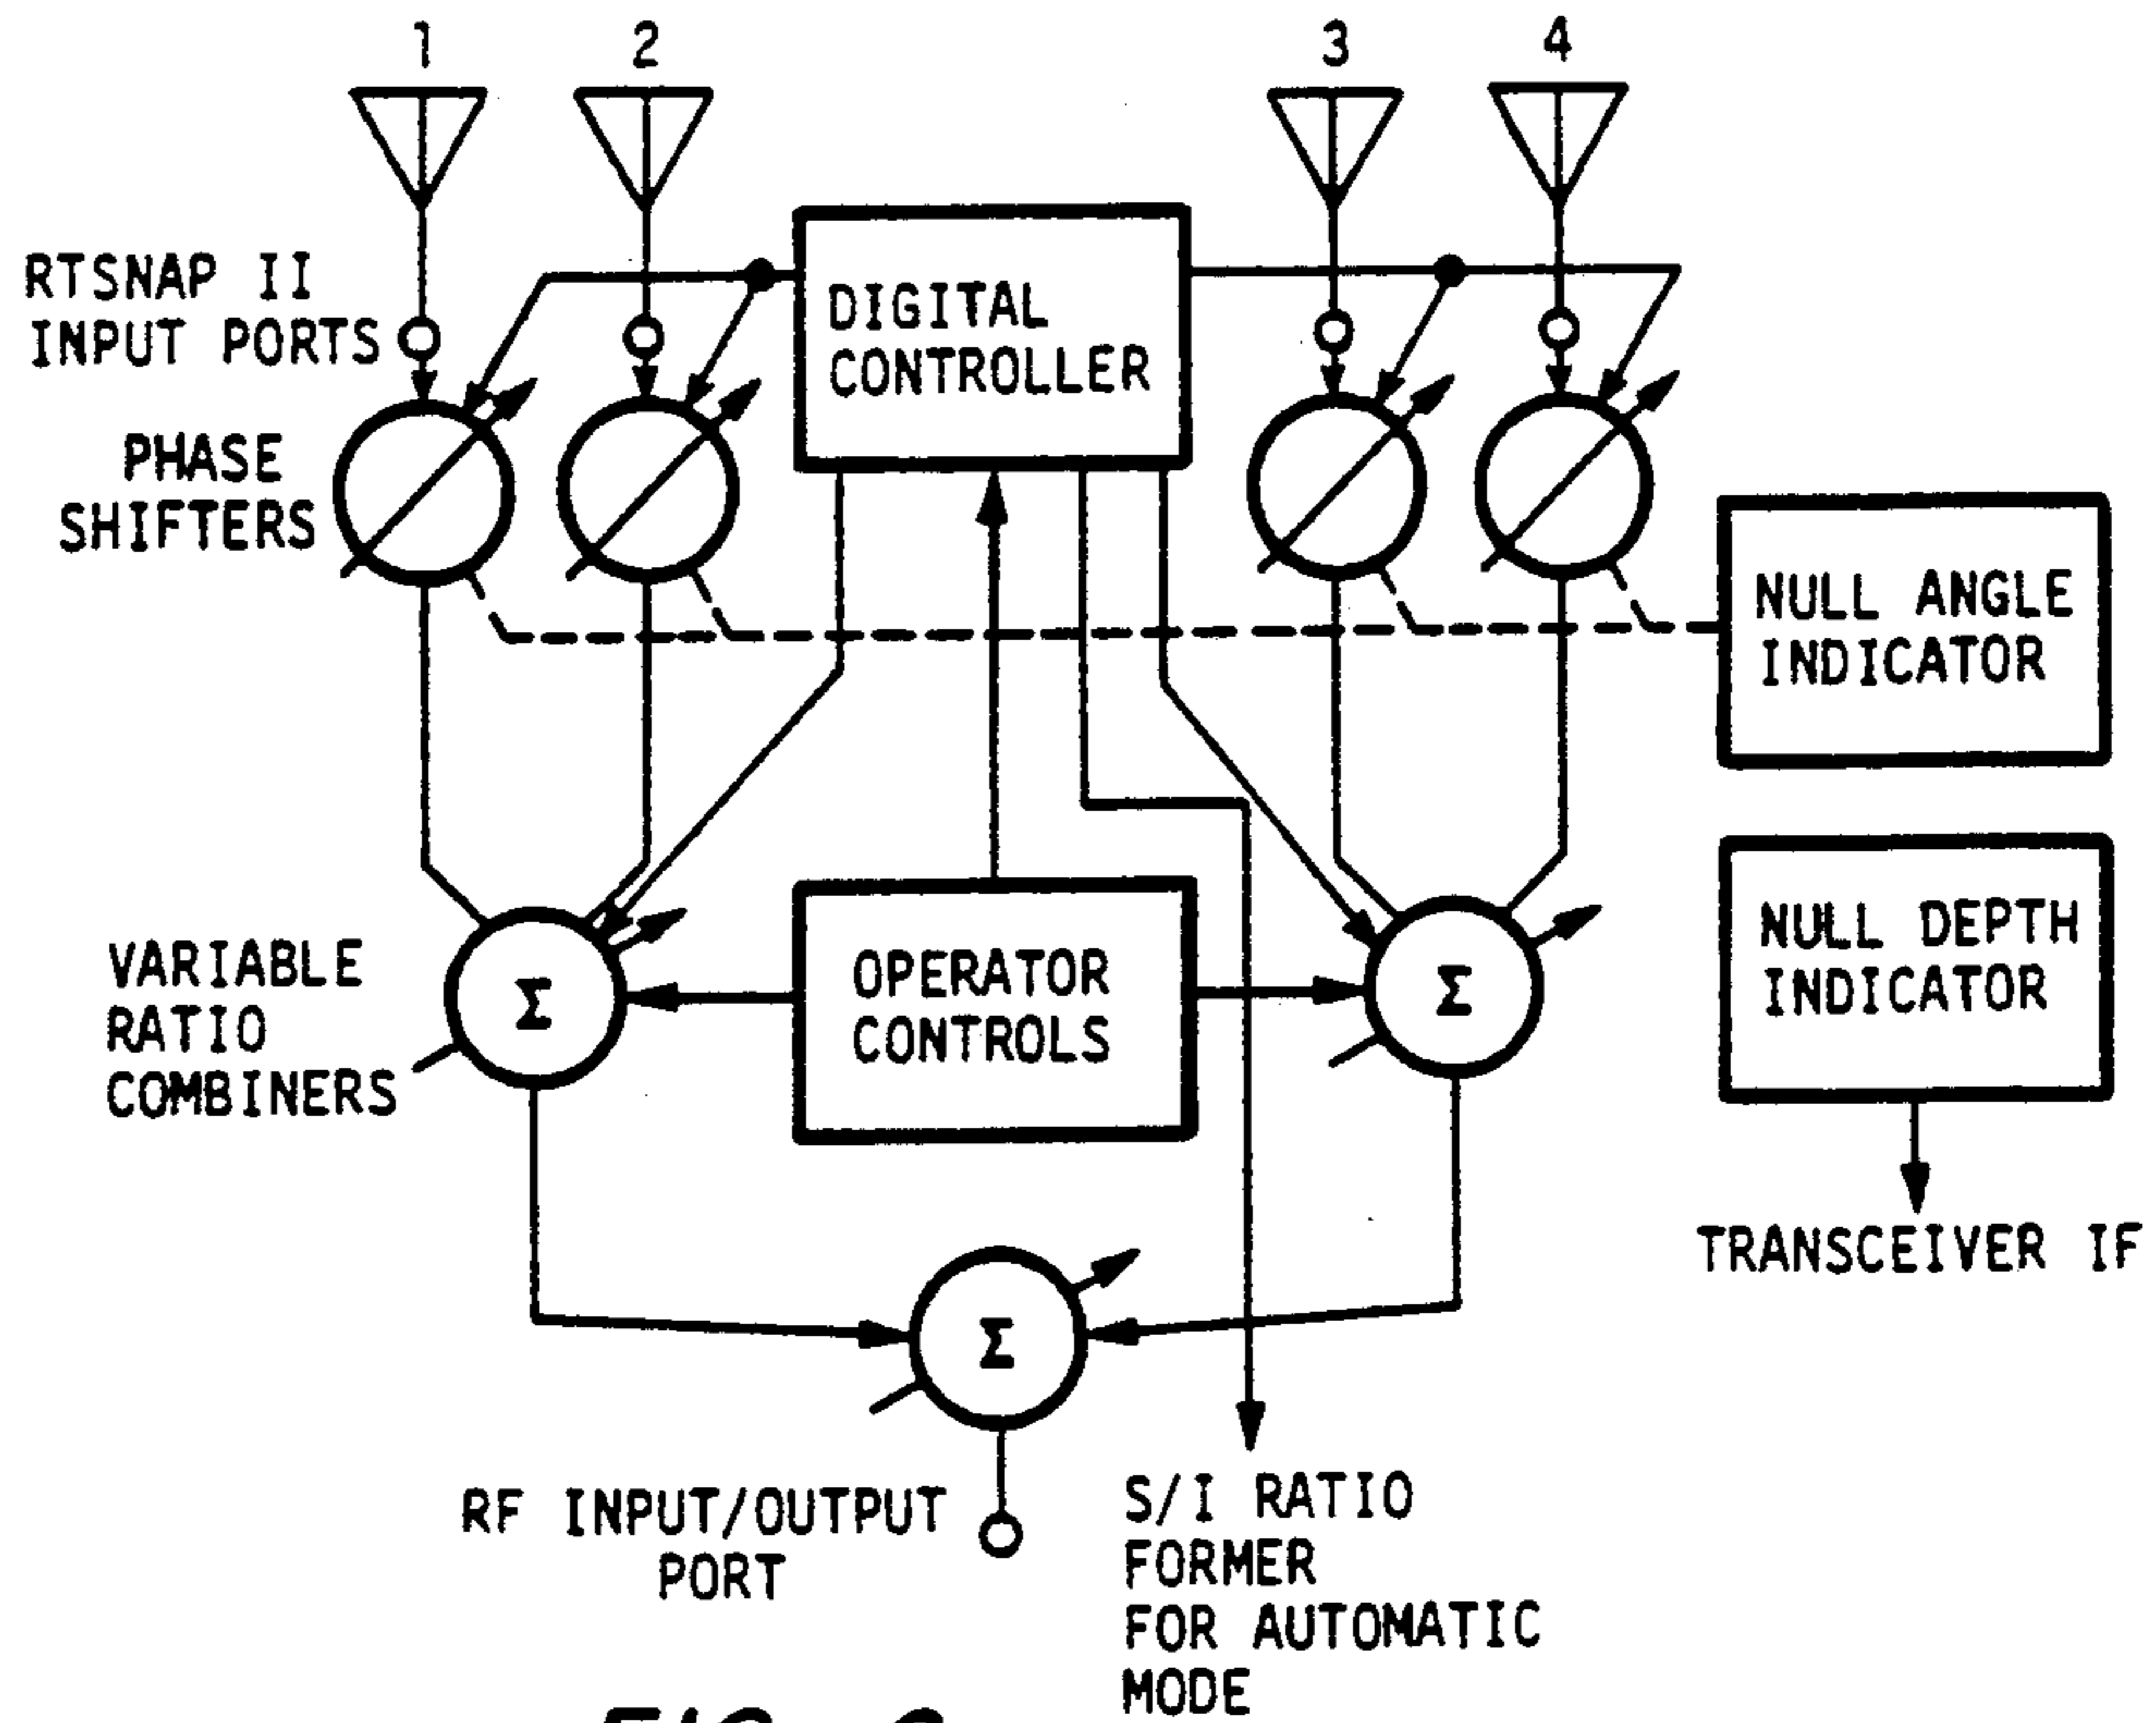 1
2
3
4
RTSNAP II
INPUT PORTS
DIGITAL
CONTROLLER
PHASE
SHIFTERS
NULL ANGLE
INDICATOR
NULL DEPTH
INDICATOR
VARIABLE
RATIO
COMBINERS
Σ
OPERATOR
CONTROLS
Σ
TRANSCEIVER IF
Σ
RF INPUT/OUTPUT
PORT
S/I RATIO
FORMER
FOR AUTOMATIC
MODE